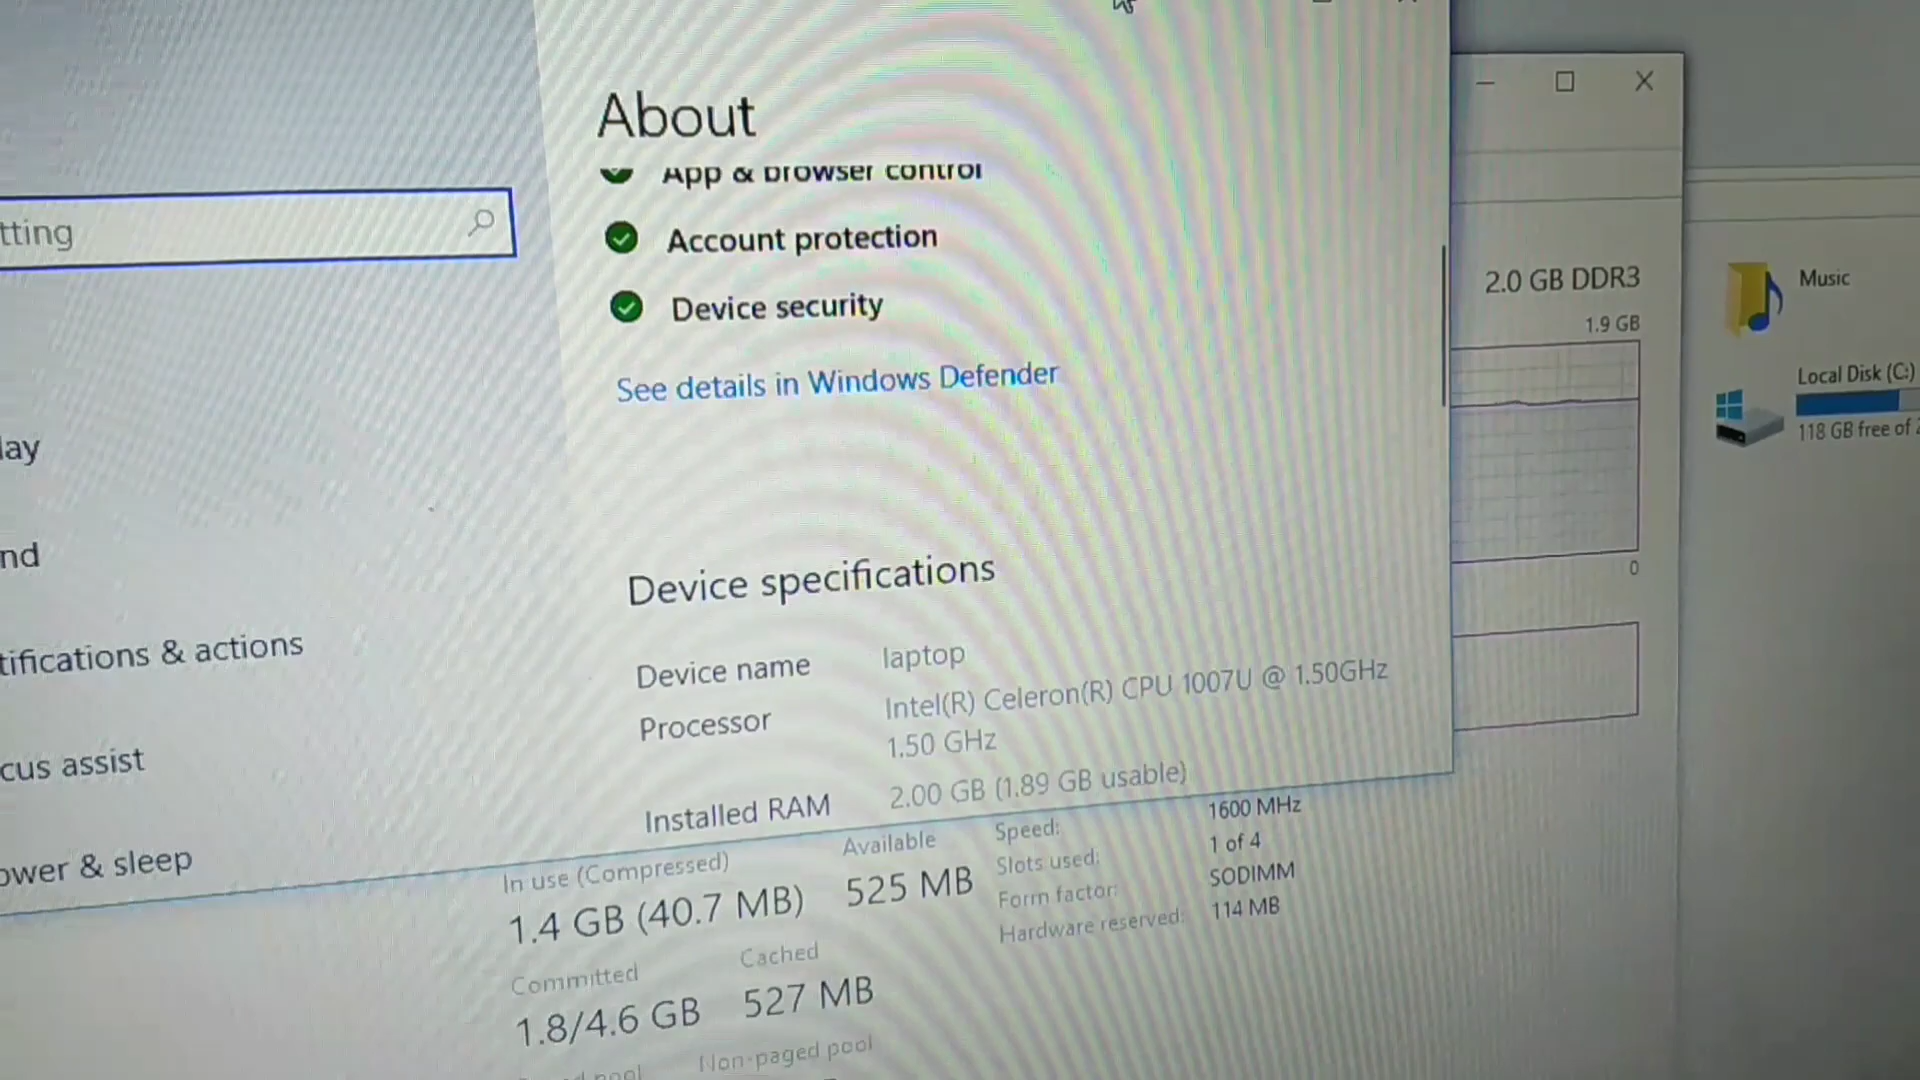 About
App & browser control
Account protection
Device security
See details in Windows Defender
Device specifications
Device name laptop
Processor Intel(R) Celeron(R) CPU 1007U @ 1.50GHz
1.50 GHz
Installed RAM 2.00 GB (1.89 GB usable)
tting
lay
nd
tifications & actions
cus assist
ower & sleep
2.0 GB DDR3
1.9 GB
0
In use (Compressed) Available
1.4 GB (40.7 MB) 525 MB
Committed Cached
1.8/4.6 GB 527 MB
Non-paged pool
Speed: 1600 MHz
Slots used: 1 of 4
Form factor: SODIMM
Hardware reserved: 114 MB
Music
Local Disk (C:)
118 GB free of